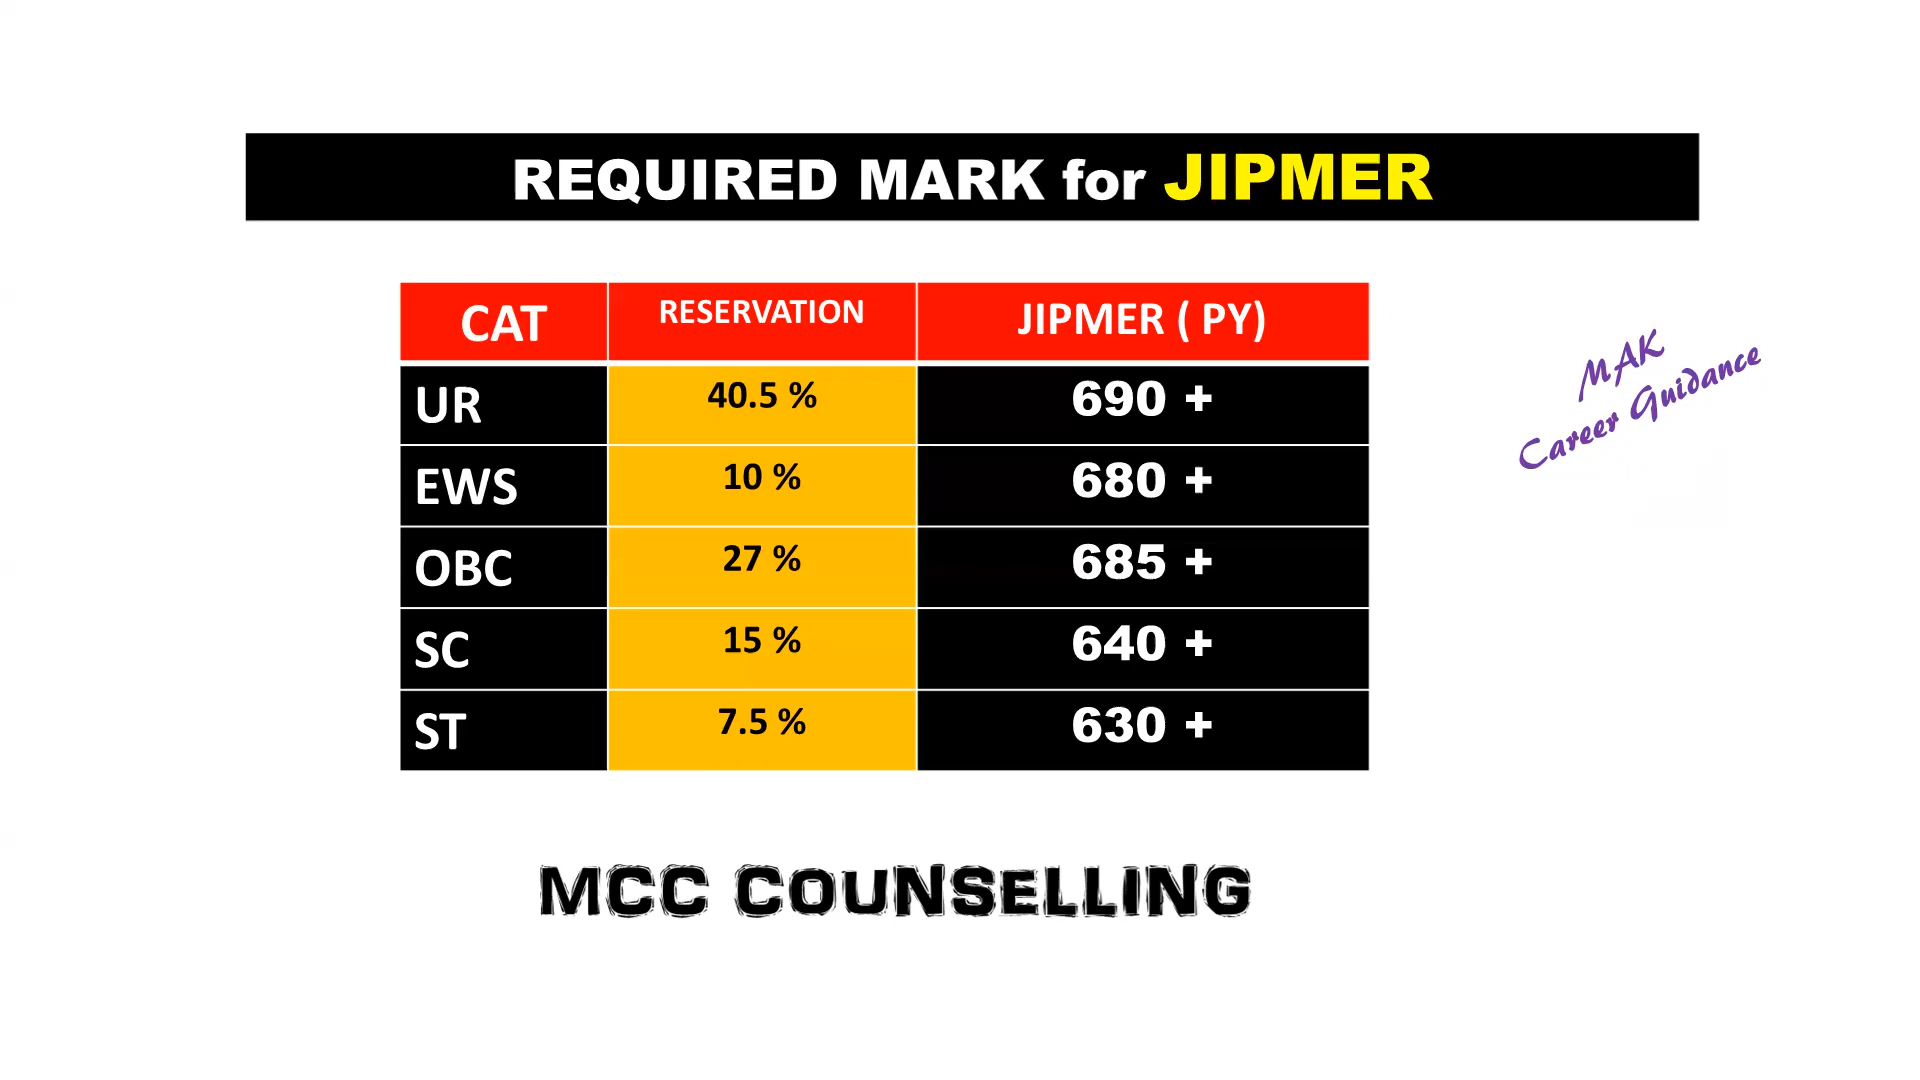 REQUIRED MARK for JIPMER
CAT RESERVATION JIPMER ( PY)
UR 40.5 % 690 +
EWS 10 % 680 +
OBC 27 % 685 +
SC 15 % 640 +
ST 7.5 % 630 +
MAK
Career Guidance
MCC COUNSELLING